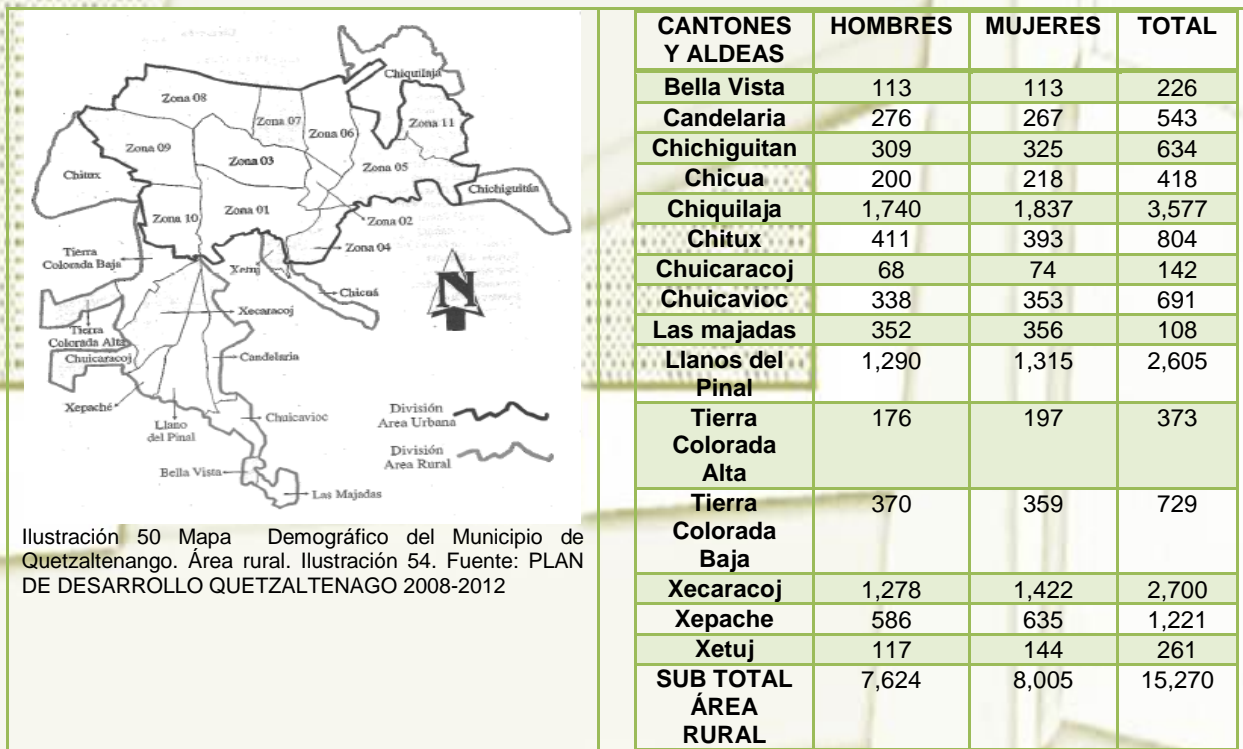 Chiquilaja
Zona 08
Zona 07
Zona 06
Zona 11
Zona 09
Zona 03
Zona 05
Chitux
Chichiguitán
Zona 10
Zona 01
Zona 02
Zona 04
Tierra
Colorada Baja
Xetuj
Chicuá
N
Xecaracoj
Tierra
Colorada Alta
Chuicaracoj
Candelaria
Xepaché
Llano
del Pinal
Chuicavioc
División
Area Urbana
División
Area Rural
Bella Vista
Las Majadas
Ilustración 50 Mapa Demográfico del Municipio de
Quetzaltenango. Área rural. Ilustración 54. Fuente: PLAN
DE DESARROLLO QUETZALTENAGO 2008-2012
CANTONES Y ALDEAS HOMBRES MUJERES TOTAL
Bella Vista 113 113 226
Candelaria 276 267 543
Chichiguitan 309 325 634
Chicua 200 218 418
Chiquilaja 1,740 1,837 3,577
Chitux 411 393 804
Chuicaracoj 68 74 142
Chuicavioc 338 353 691
Las majadas 352 356 108
Llanos del Pinal 1,290 1,315 2,605
Tierra Colorada Alta 176 197 373
Tierra Colorada Baja 370 359 729
Xecaracoj 1,278 1,422 2,700
Xepache 586 635 1,221
Xetuj 117 144 261
SUB TOTAL ÁREA RURAL 7,624 8,005 15,270